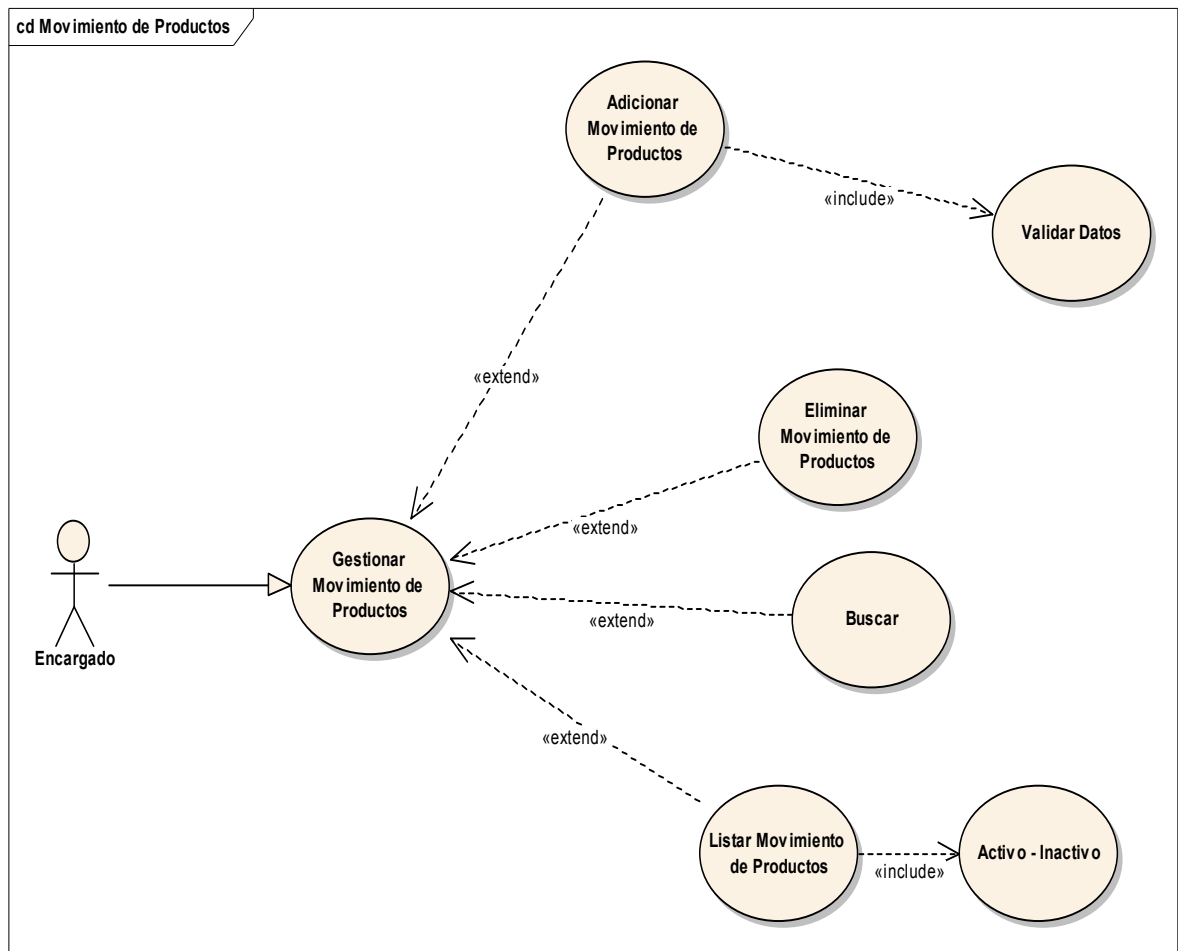 cd Movimiento de Productos
Adicionar
Movimiento de
Productos
«include»
Validar Datos
«extend»
Eliminar
Movimiento de
Productos
«extend»
Gestionar
Movimiento de
Productos
Encargado
«extend»
Buscar
«extend»
Listar Movimiento
de Productos
«include»
Activo - Inactivo